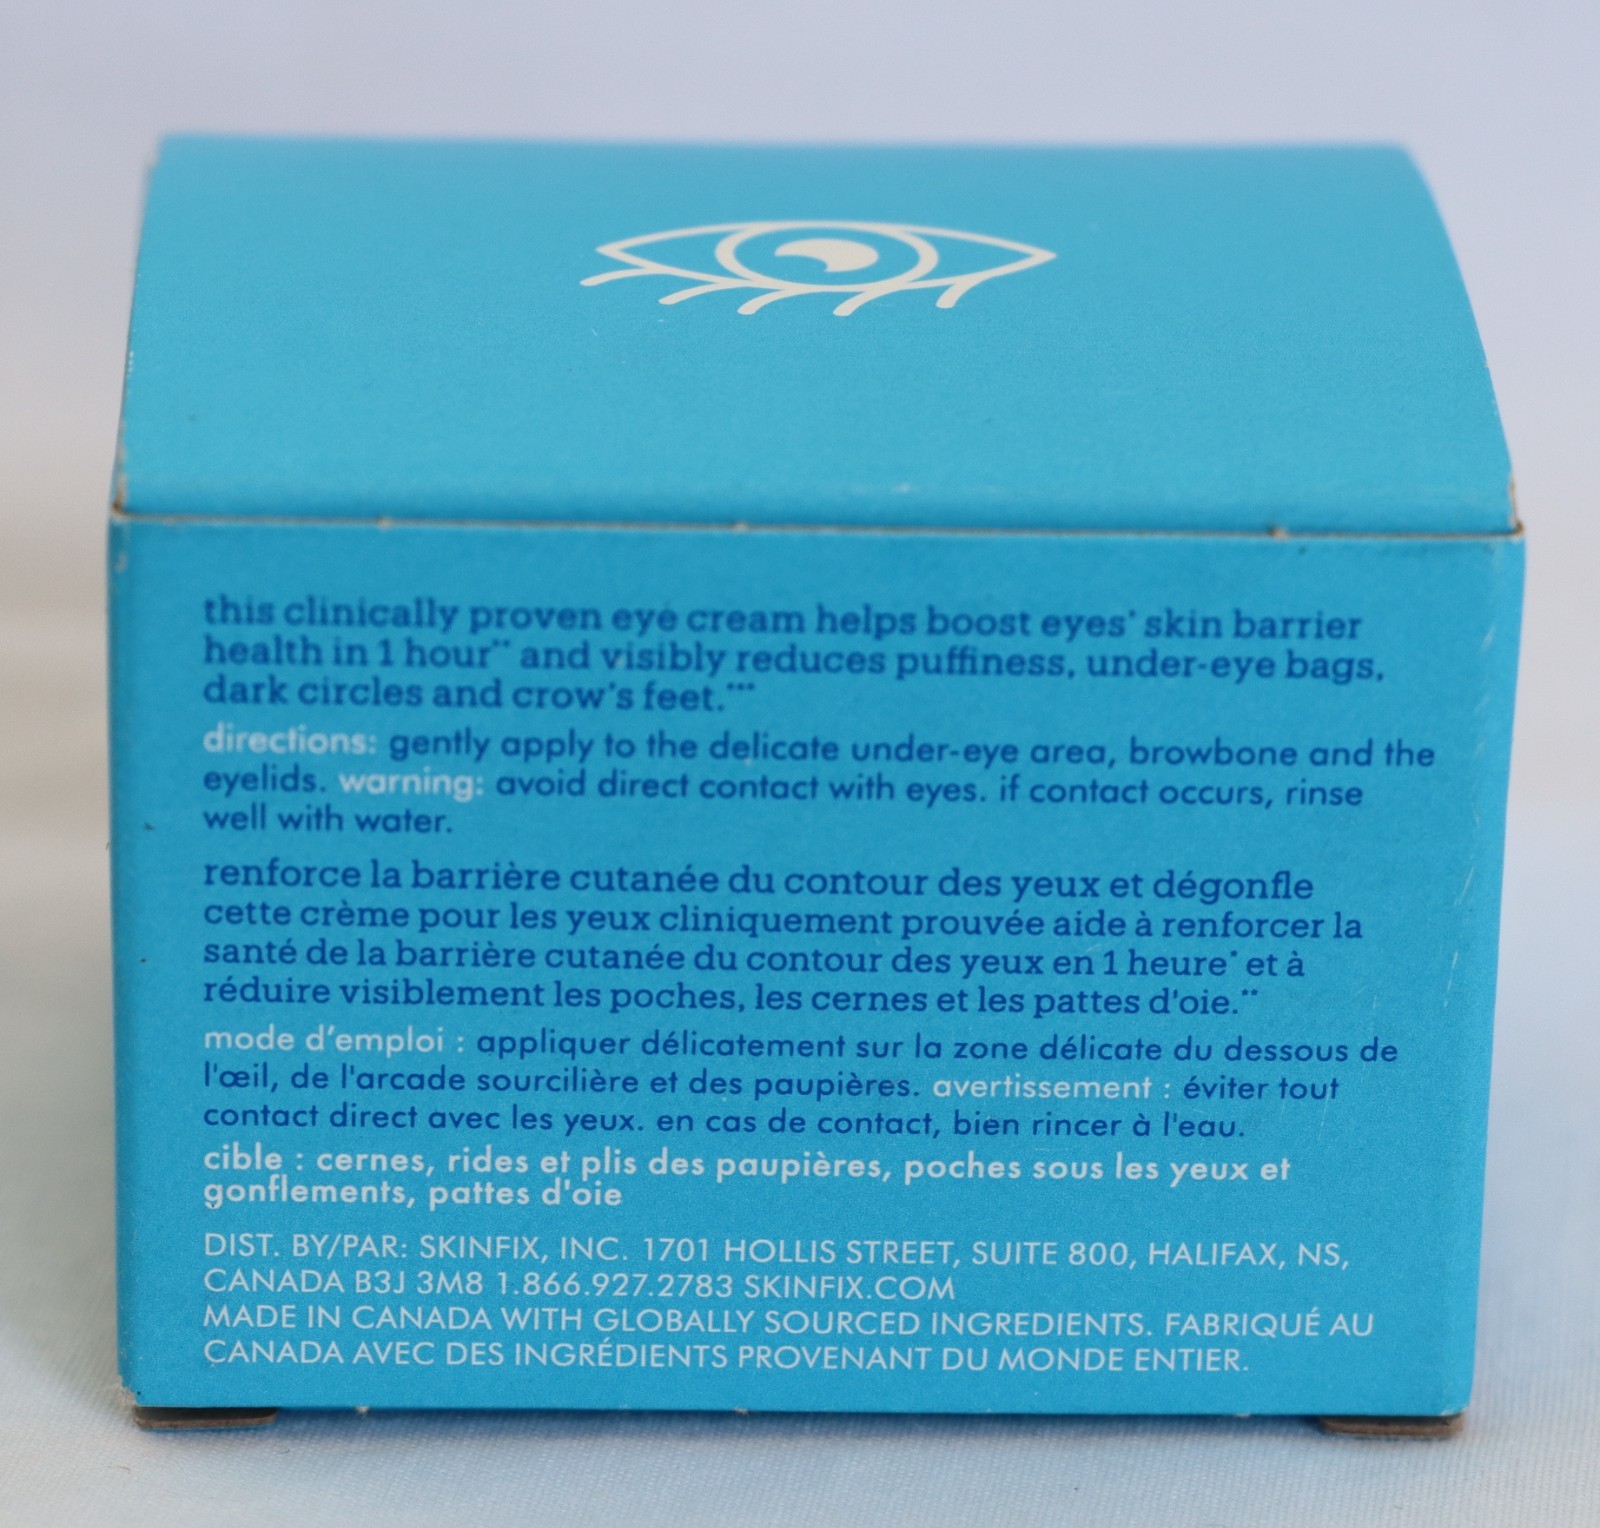 this clinically proven eye cream helps boost eyes' skin barrier
health in 1 hour** and visibly reduces puffiness, under-eye bags,
dark circles and crow's feet.***
directions: gently apply to the delicate under-eye area, browbone and the
eyelids. warning: avoid direct contact with eyes. if contact occurs, rinse
well with water.
renforce la barrière cutanée du contour des yeux et dégonfle
cette crème pour les yeux cliniquement prouvée aide à renforcer la
santé de la barrière cutanée du contour des yeux en 1 heure* et à
réduire visiblement les poches, les cernes et les pattes d'oie.**
mode d'emploi : appliquer délicatement sur la zone délicate du dessous de
l'œil, de l'arcade sourcilière et des paupières. avertissement : éviter tout
contact direct avec les yeux. en cas de contact, bien rincer à l'eau.
cible : cernes, rides et plis des paupières, poches sous les yeux et
gonflements, pattes d'oie
DIST. BY/PAR: SKINFIX, INC. 1701 HOLLIS STREET, SUITE 800, HALIFAX, NS,
CANADA B3J 3M8 1.866.927.2783 SKINFIX.COM
MADE IN CANADA WITH GLOBALLY SOURCED INGREDIENTS. FABRIQUÉ AU
CANADA AVEC DES INGRÉDIENTS PROVENANT DU MONDE ENTIER.